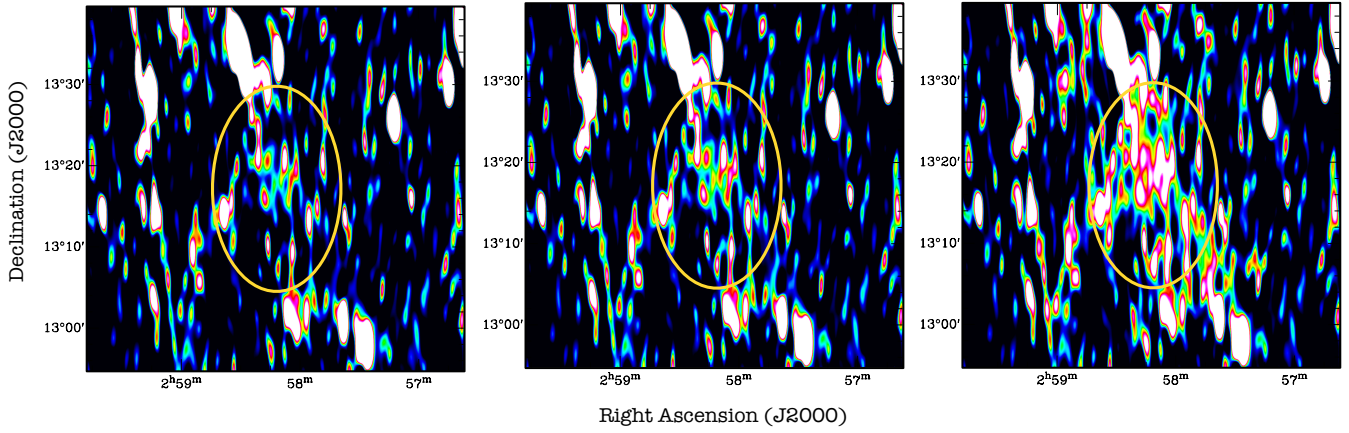 Declination (J2000)
13°30′
13°20′
13°10′
13°00′
2ʰ59ᵐ
58ᵐ
57ᵐ
13°30′
13°20′
13°10′
13°00′
2ʰ59ᵐ
58ᵐ
57ᵐ
13°30′
13°20′
13°10′
13°00′
2ʰ59ᵐ
58ᵐ
57ᵐ
Right Ascension (J2000)